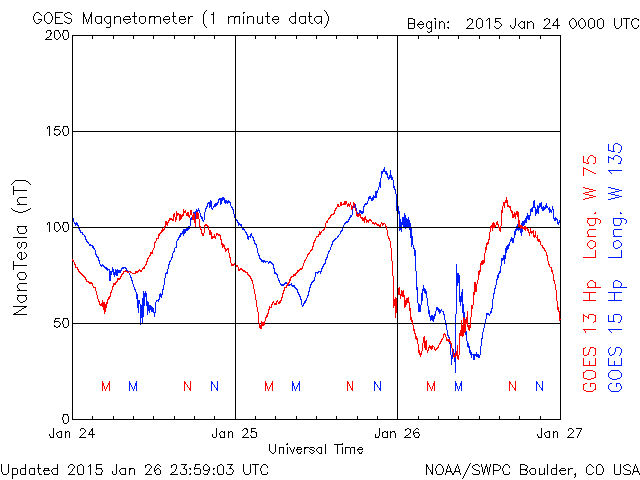 GOES Magnetometer (1 minute data)
Begin: 2015 Jan 24 0000 UTC
200
150
100
50
0
NanoTesla (nT)
M M N N M M N N M M N N
Jan 24 Jan 25 Jan 26 Jan 27
Universal Time
GOES 13 Hp Long. W 75
GOES 15 Hp Long. W 135
Updated 2015 Jan 26 23:59:03 UTC
NOAA/SWPC Boulder, CO USA